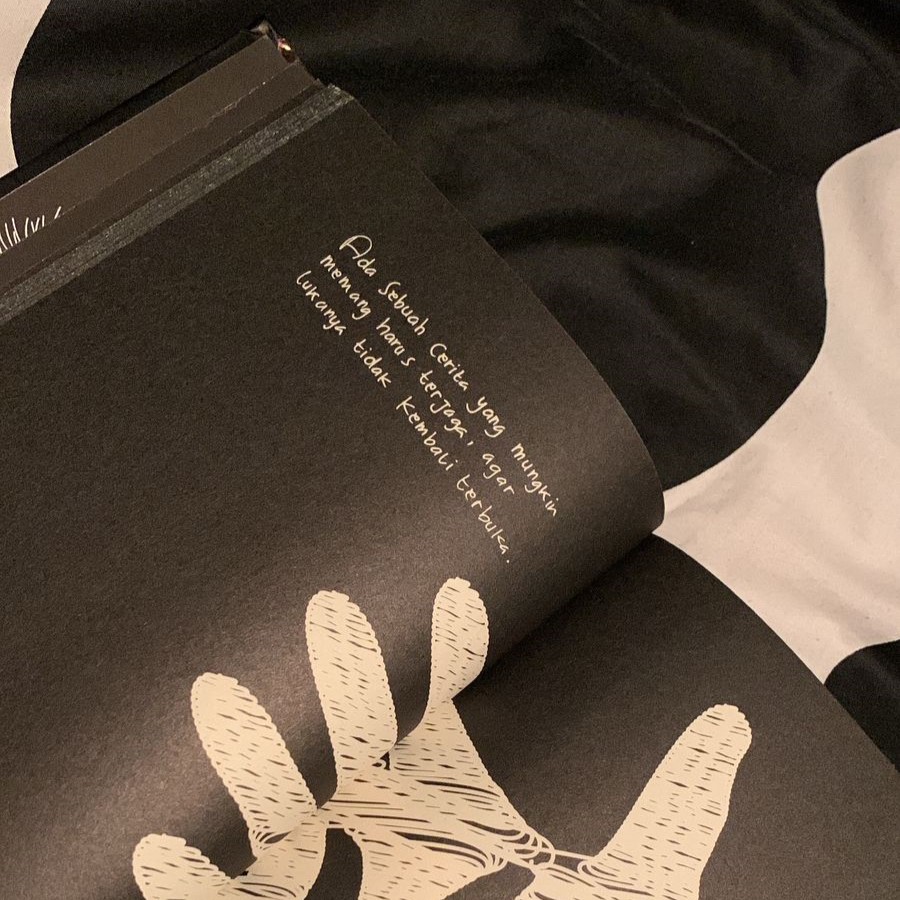 Ada sebuah cerita yang mungkin
memang harus terjaga, agar
lukanya tidak kembali terbuka.